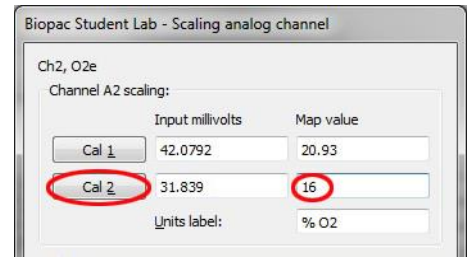 Biopac Student Lab - Scaling analog channel
Ch2, O2e
Channel A2 scaling:
Input millivolts Map value
Cal 1 42.0792 20.93
Cal 2 31.839 16
Units label: % O2